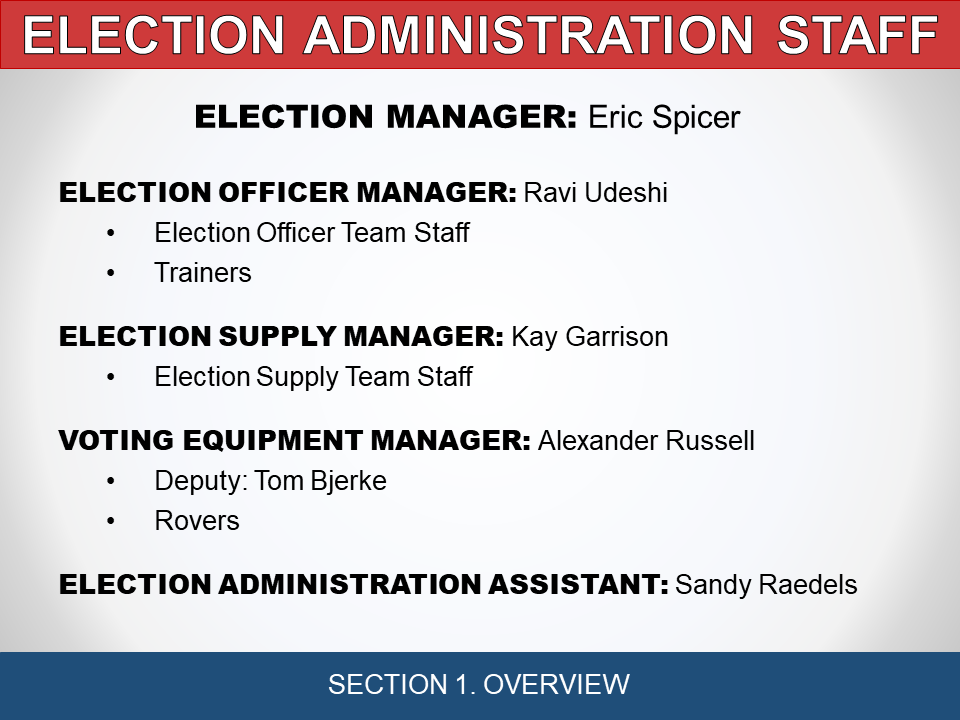 ELECTION ADMINISTRATION STAFF
ELECTION MANAGER: Eric Spicer
ELECTION OFFICER MANAGER: Ravi Udeshi
• Election Officer Team Staff
• Trainers
ELECTION SUPPLY MANAGER: Kay Garrison
• Election Supply Team Staff
VOTING EQUIPMENT MANAGER: Alexander Russell
• Deputy: Tom Bjerke
• Rovers
ELECTION ADMINISTRATION ASSISTANT: Sandy Raedels
SECTION 1. OVERVIEW